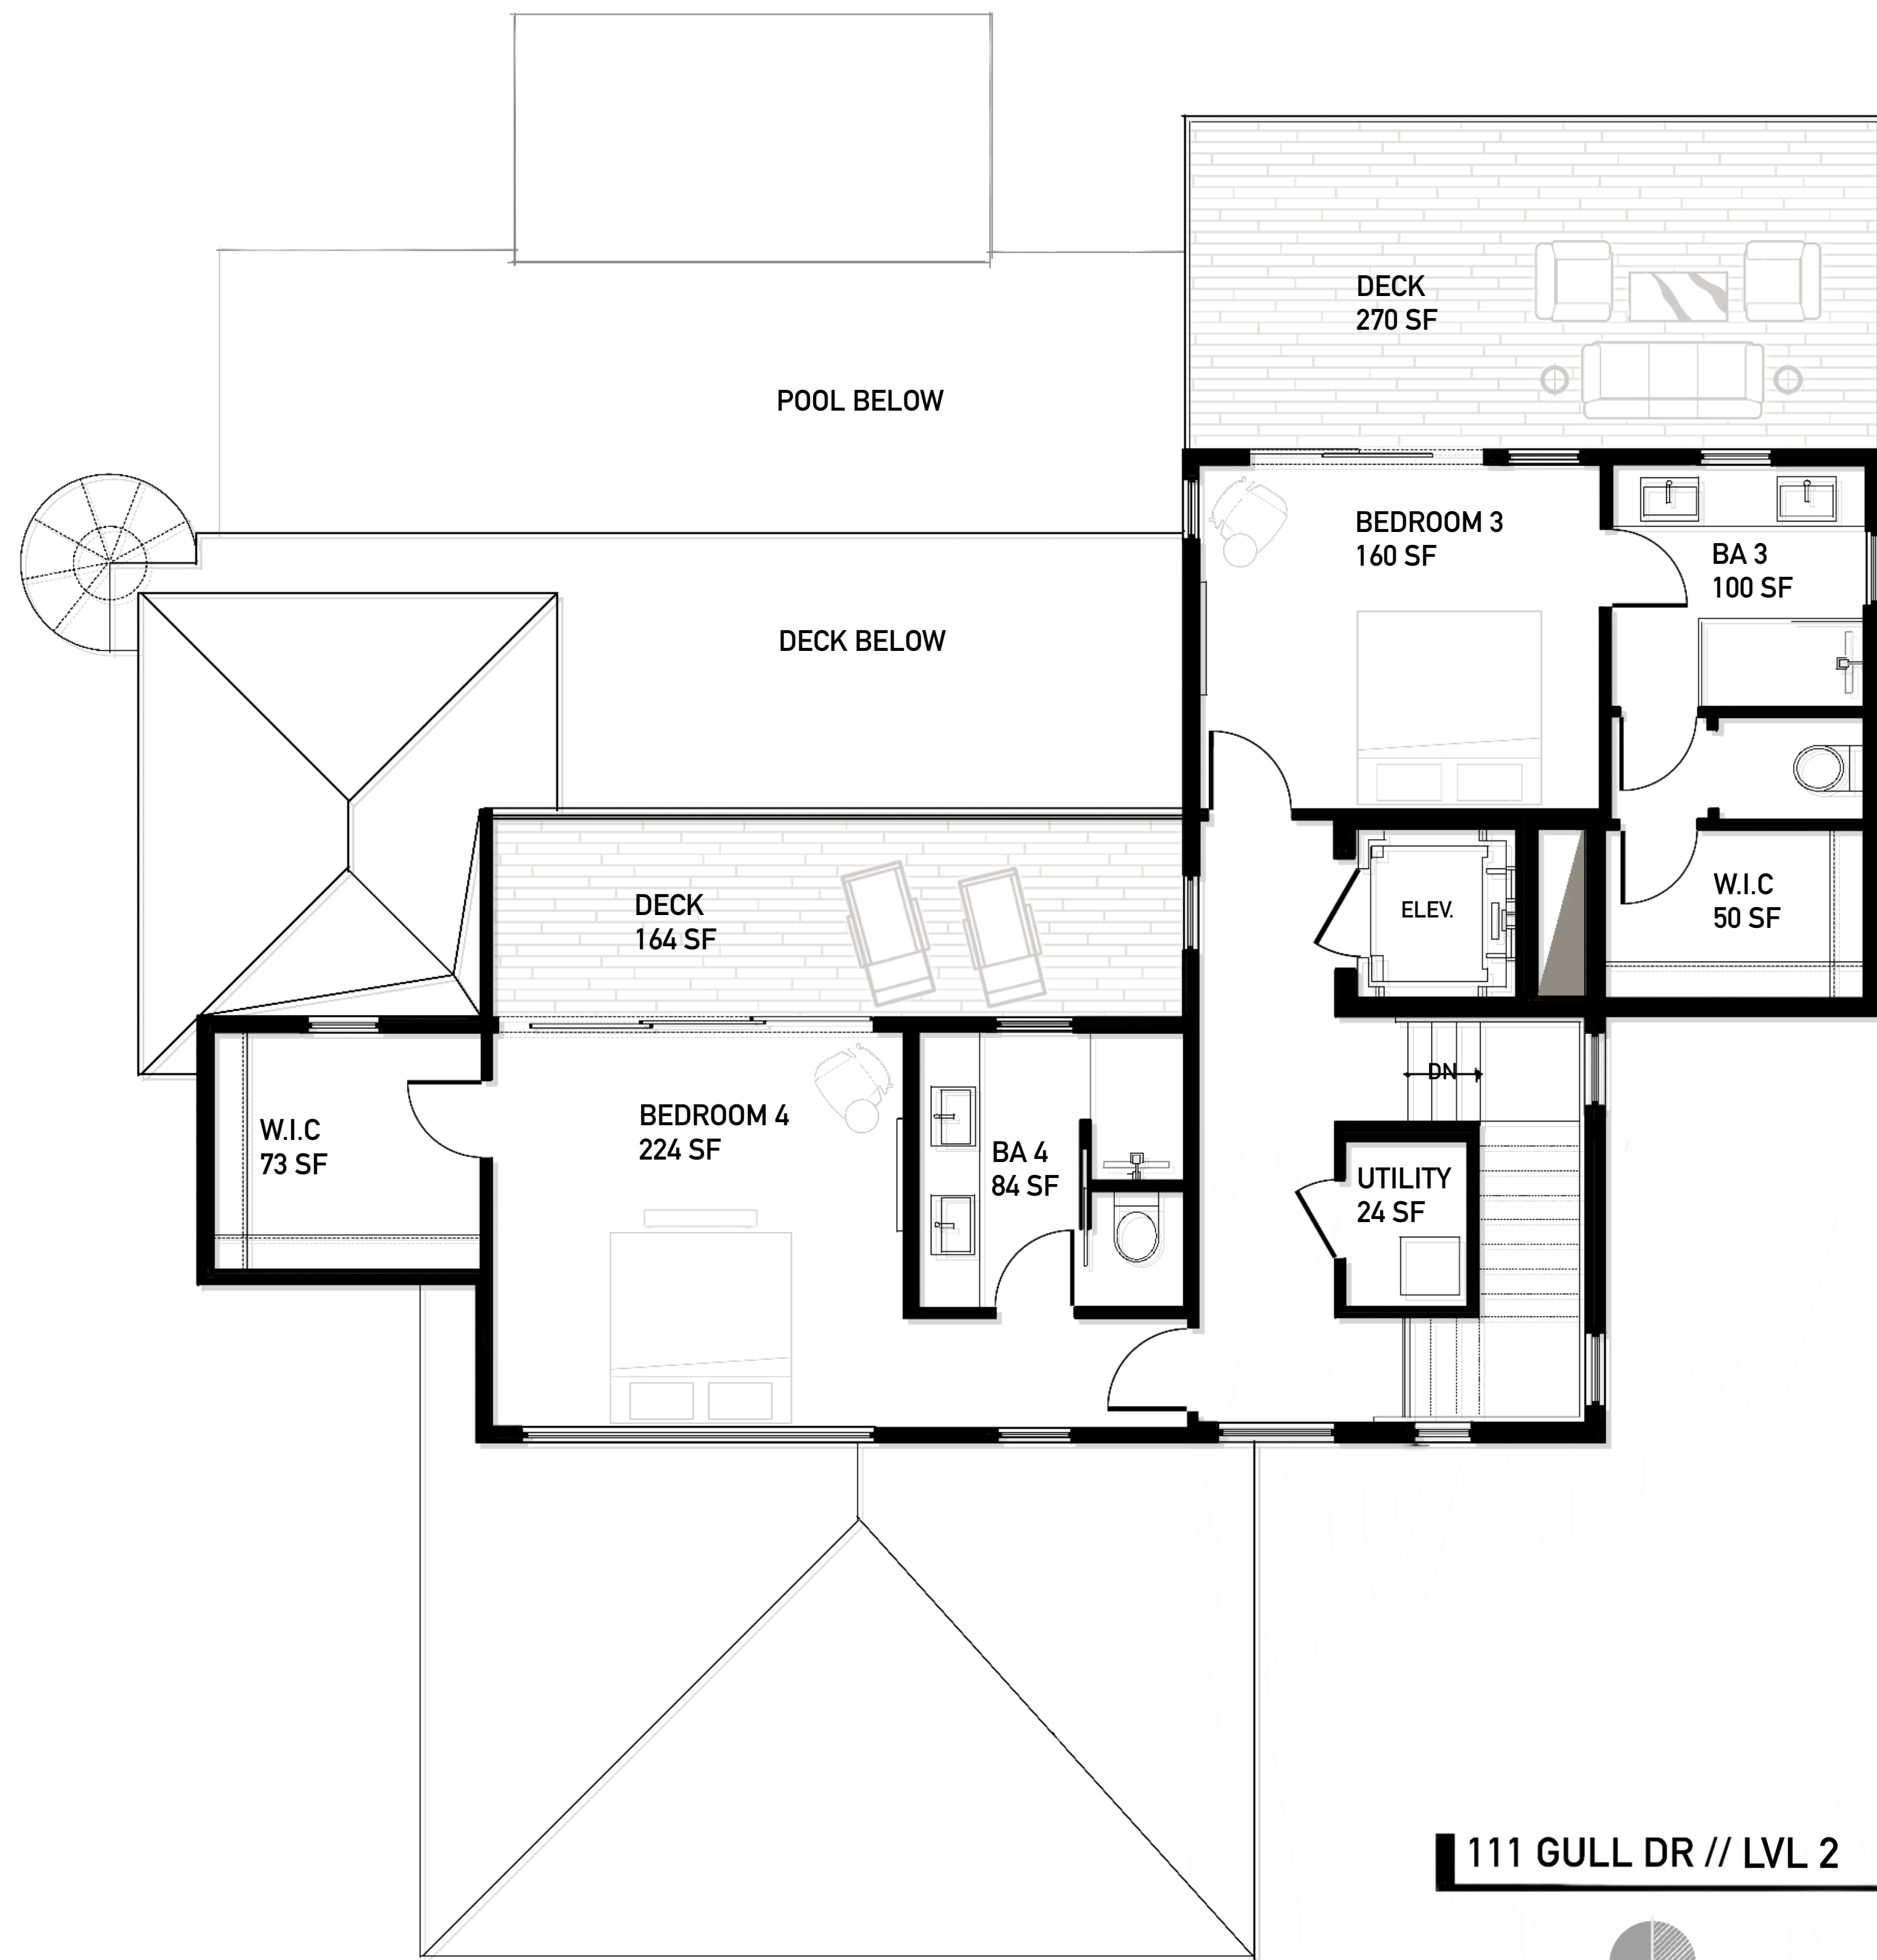 DECK
270 SF
POOL BELOW
BEDROOM 3
160 SF
BA 3
100 SF
DECK BELOW
DECK
164 SF
ELEV.
W.I.C
50 SF
DN
W.I.C
73 SF
BEDROOM 4
224 SF
BA 4
84 SF
UTILITY
24 SF
111 GULL DR // LVL 2